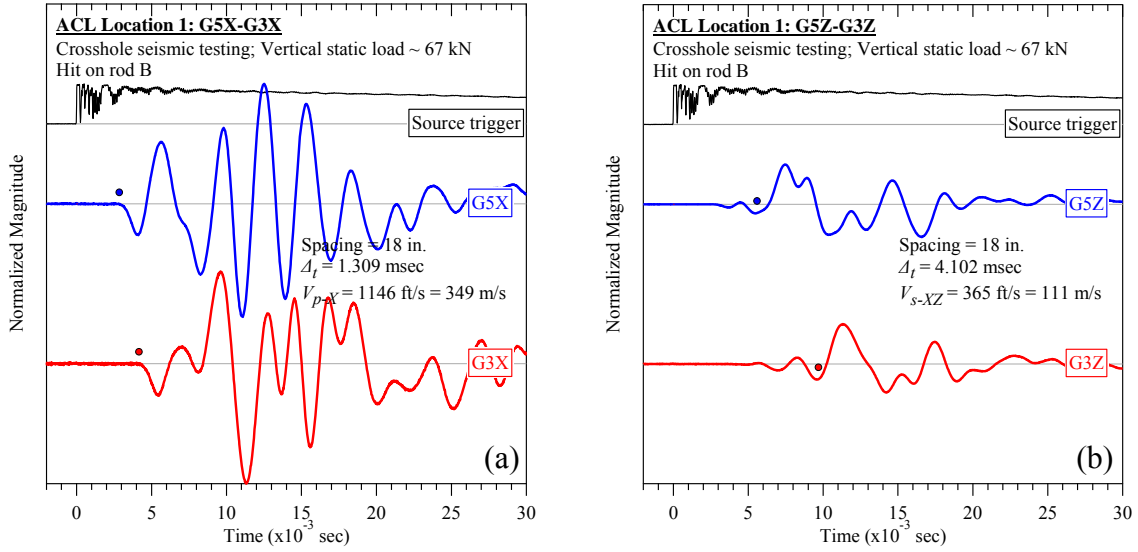 ACL Location 1: G5X-G3X
Crosshole seismic testing; Vertical static load ~ 67 kN
Hit on rod B
Source trigger
G5X
Spacing = 18 in.
Δt = 1.309 msec
Vp-X = 1146 ft/s = 349 m/s
G3X
(a)
Normalized Magnitude
0 5 10 15 20 25 30
Time (x10-3 sec)
ACL Location 1: G5Z-G3Z
Crosshole seismic testing; Vertical static load ~ 67 kN
Hit on rod B
Source trigger
G5Z
Spacing = 18 in.
Δt = 4.102 msec
Vs-XZ = 365 ft/s = 111 m/s
G3Z
(b)
Normalized Magnitude
0 5 10 15 20 25 30
Time (x10-3 sec)